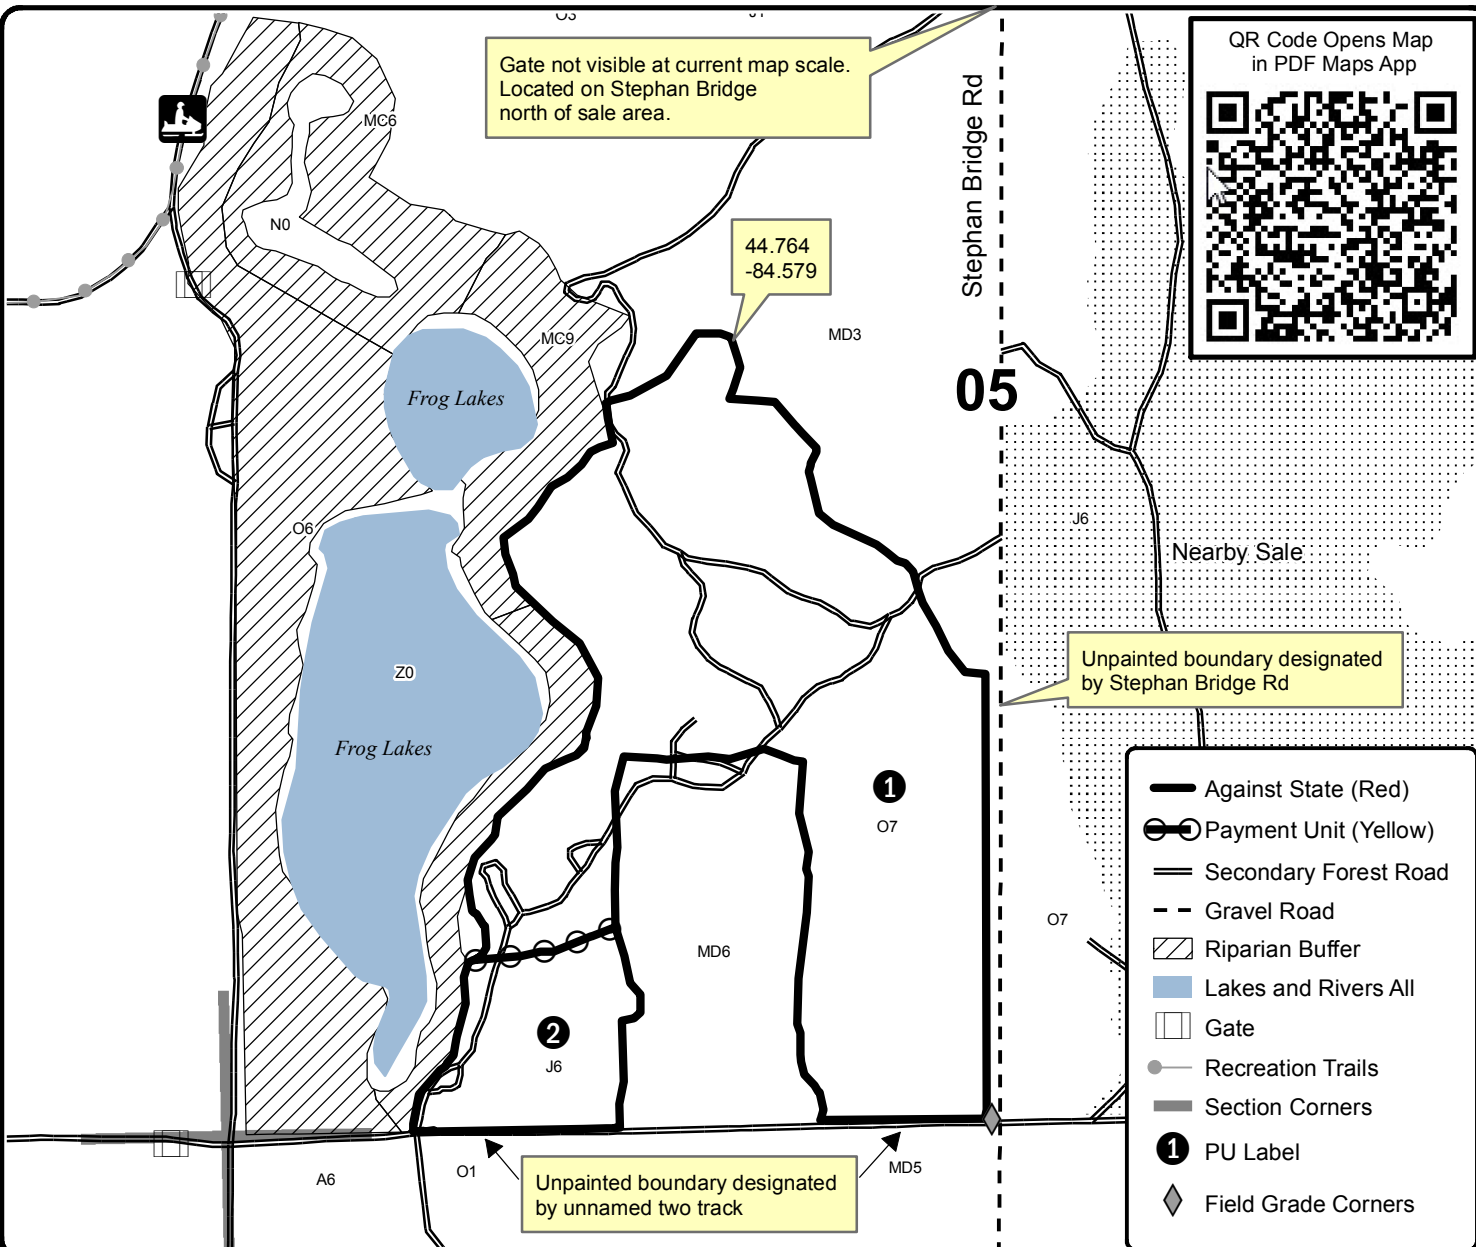 Gate not visible at current map scale.
Located on Stephan Bridge
north of sale area.
Stephan Bridge Rd
QR Code Opens Map
in PDF Maps App
MC6
N0
44.764
-84.579
MC9
MD3
Frog Lakes
05
O6
J6
Nearby Sale
Z0
Unpainted boundary designated
by Stephan Bridge Rd
Frog Lakes
1
O7
O7
MD6
2
J6
A6
O1
MD5
Unpainted boundary designated
by unnamed two track
Against State (Red)
Payment Unit (Yellow)
Secondary Forest Road
Gravel Road
Riparian Buffer
Lakes and Rivers All
Gate
Recreation Trails
Section Corners
1 PU Label
Field Grade Corners